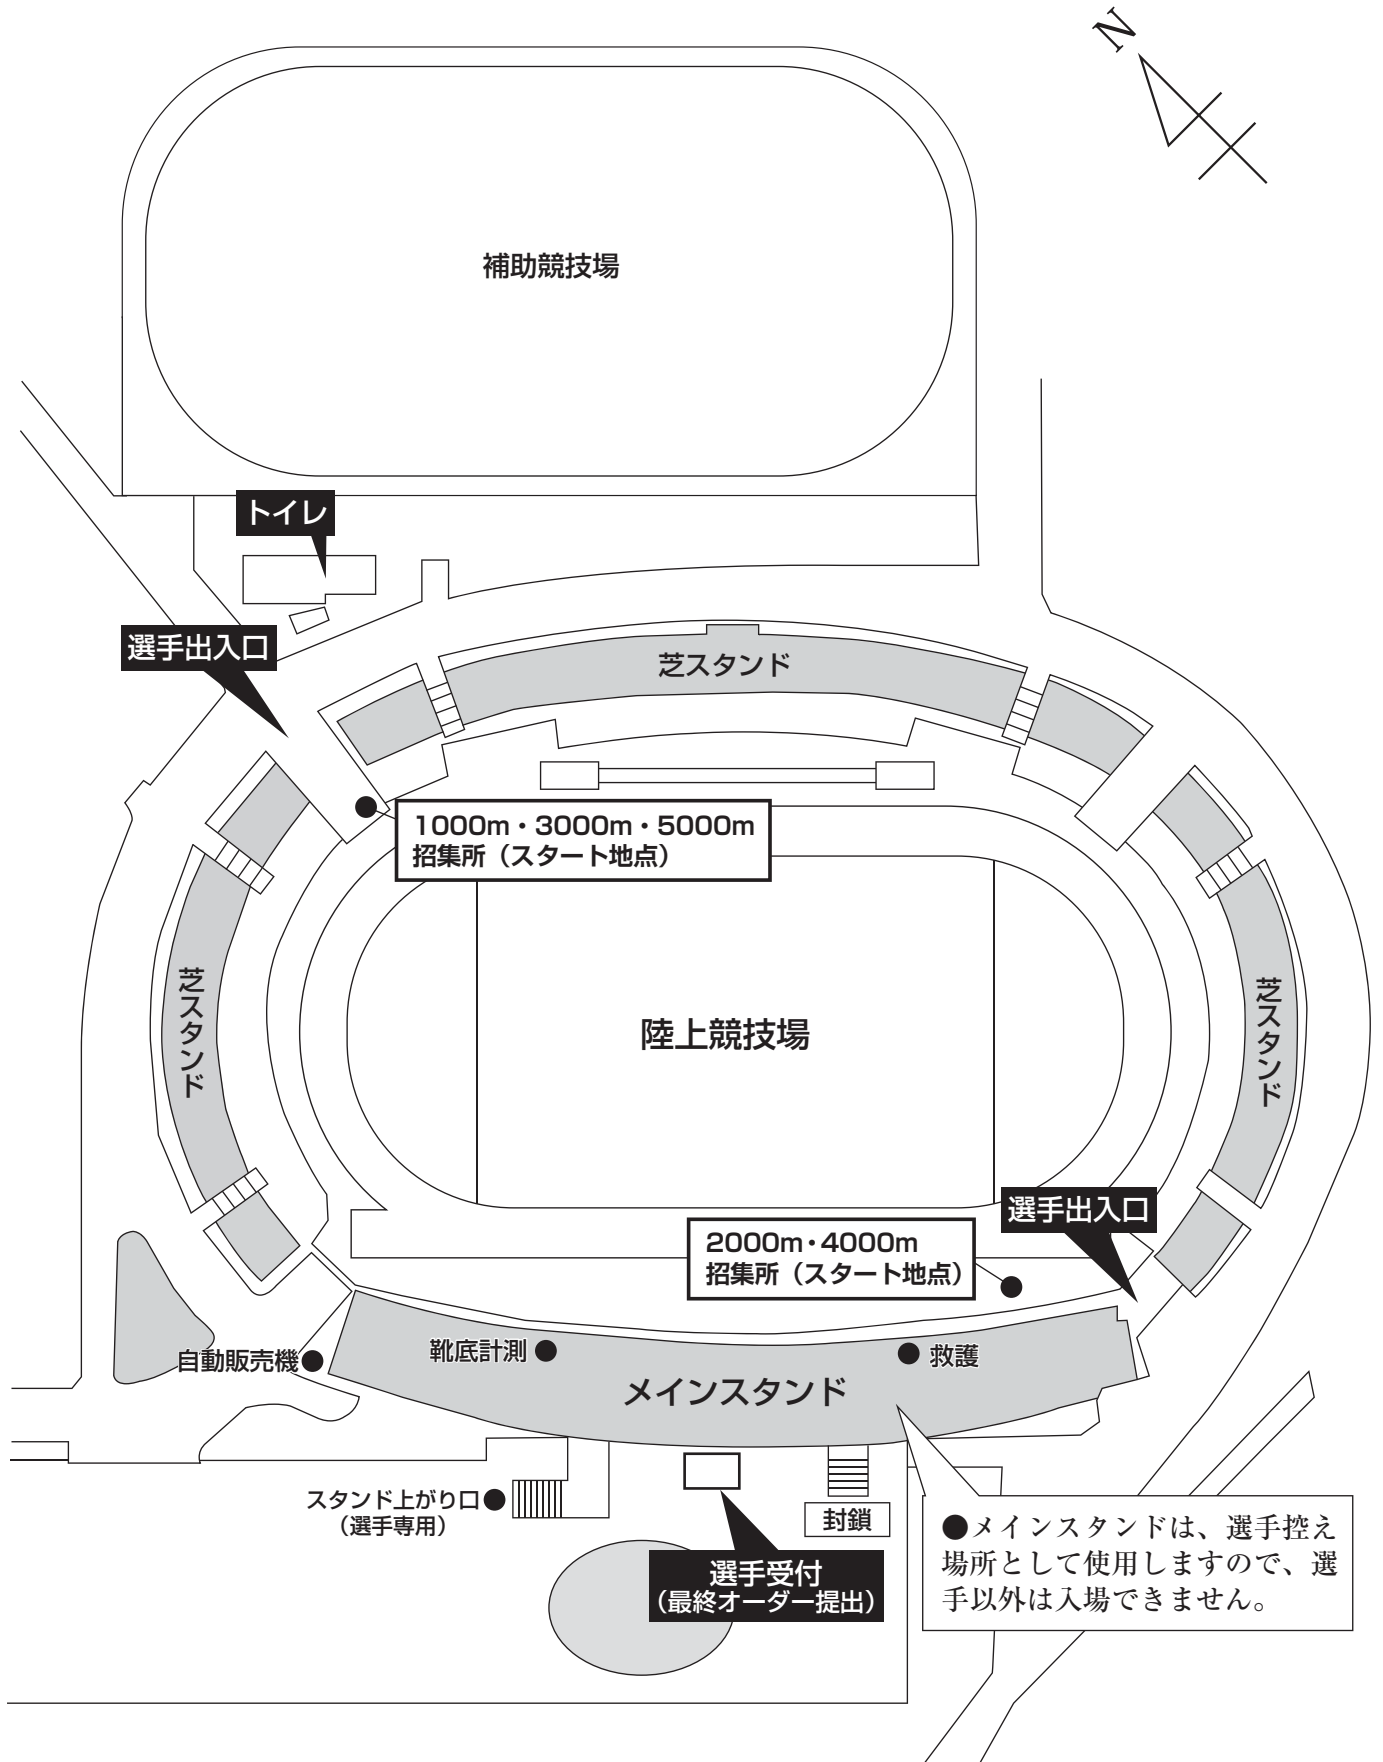 N
補助競技場
トイレ
選手出入口
芝スタンド
1000m・3000m・5000m
招集所（スタート地点）
芝スタンド
陸上競技場
芝スタンド
選手出入口
2000m・4000m
招集所（スタート地点）
自動販売機●
靴底計測●
●救護
メインスタンド
スタンド上がり口●
（選手専用）
封鎖
選手受付
（最終オーダー提出）
●メインスタンドは、選手控え
場所として使用しますので、選
手以外は入場できません。